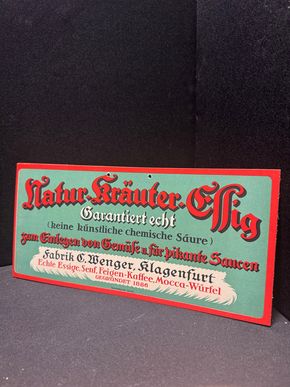 Natur-Kräuter-Essig
Garantiert echt
(keine künstliche chemische Säure)
zum Einlegen von Gemüse u. für pikante Saucen
Fabrik C. Wenger, Klagenfurt
Echte Essige, Senf, Feigen-Kaffee, Mocca-Würfel
GEGRÜNDET 1886